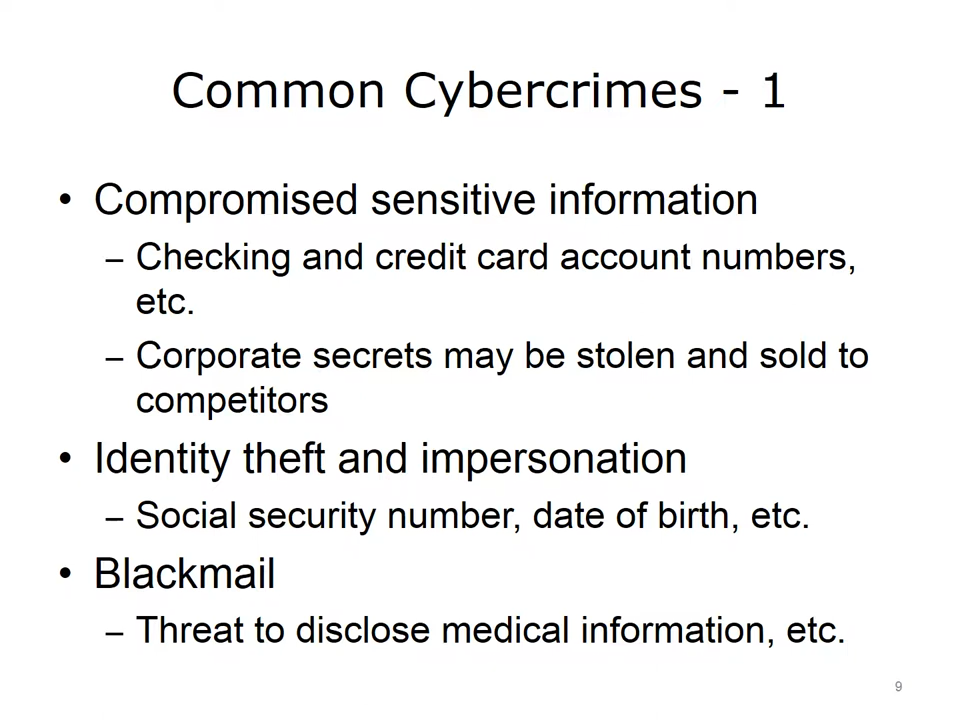 Common Cybercrimes - 1
• Compromised sensitive information
– Checking and credit card account numbers,
etc.
– Corporate secrets may be stolen and sold to
competitors
• Identity theft and impersonation
– Social security number, date of birth, etc.
• Blackmail
– Threat to disclose medical information, etc.
9